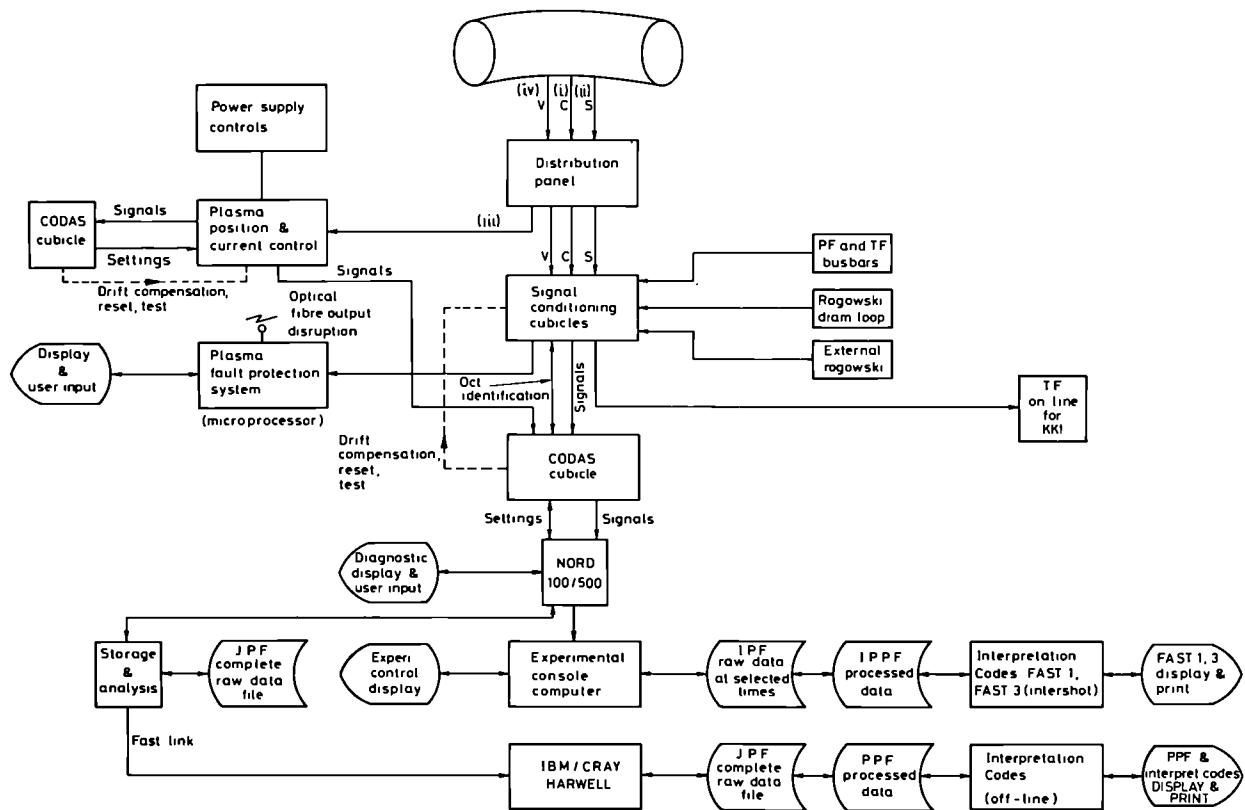 (iv) (i) (ii)
V C S
Power supply
controls
Distribution
panel
CODAS
cubicle
Signals
Settings
Plasma
position &
current control
(iii)
V C S
Drift compensation,
reset, test
Signals
Optical
fibre output
disruption
Signal
conditioning
cubicles
PF and TF
busbars
Rogowski
dram loop
External
rogowski
Display
& user input
Plasma
fault protection
system
(microprocessor)
Oct
identification
Signals
TF
on line
for
KK1
Drift
compensation,
reset,
test
CODAS
cubicle
Settings
Signals
Diagnostic
display &
user input
NORD
100/500
Storage
&
analysis
JPF
complete
raw data
file
Experi
control
display
Experimental
console
computer
IPF
raw data
at selected
times
IPPF
processed
data
Interpretation
Codes FAST 1,
FAST 3 (intershot)
FAST 1, 3
display &
print
Fast link
IBM / CRAY
HARWELL
JPF
complete
raw data
file
PPF
processed
data
Interpretation
Codes
(off-line)
PPF &
interpret codes
DISPLAY &
PRINT